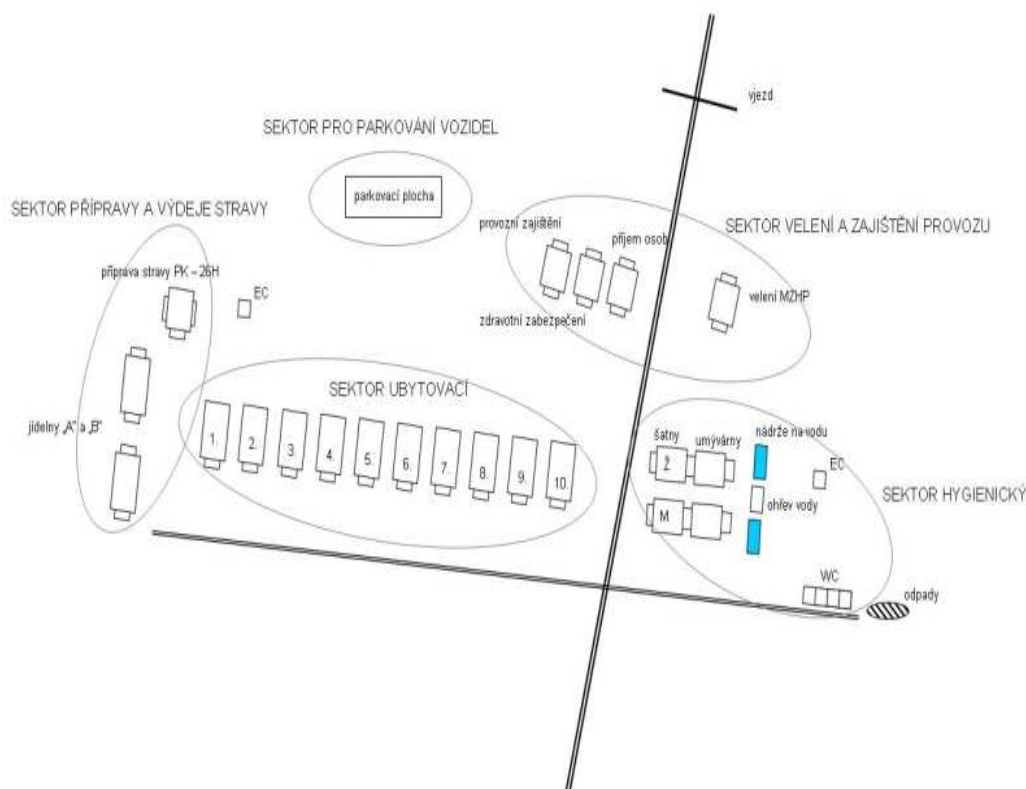 vjezd
SEKTOR PRO PARKOVÁNÍ VOZIDEL
parkovací plocha
SEKTOR PŘÍPRAVY A VÝDEJE STRAVY
příprava stravy PK – 26H
EC
jídelny „A“ a „B“
provozní zajištění
příjem osob
zdravotní zabezpečení
SEKTOR VELENÍ A ZAJIŠTĚNÍ PROVOZU
velení MZHP
SEKTOR UBYTOVACÍ
1.
2.
3.
4.
5.
6.
7.
8.
9.
10.
šatny
umývárny
nádrže na vodu
Ž
EC
SEKTOR HYGIENICKÝ
ohřev vody
M
WC
odpady